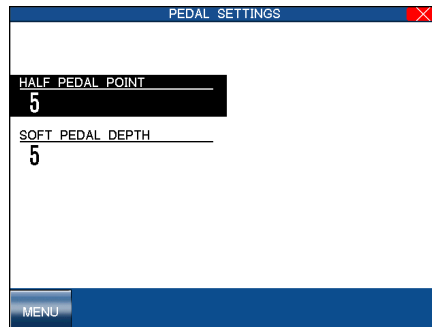 PEDAL SETTINGS
HALF PEDAL POINT
5
SOFT PEDAL DEPTH
5
MENU